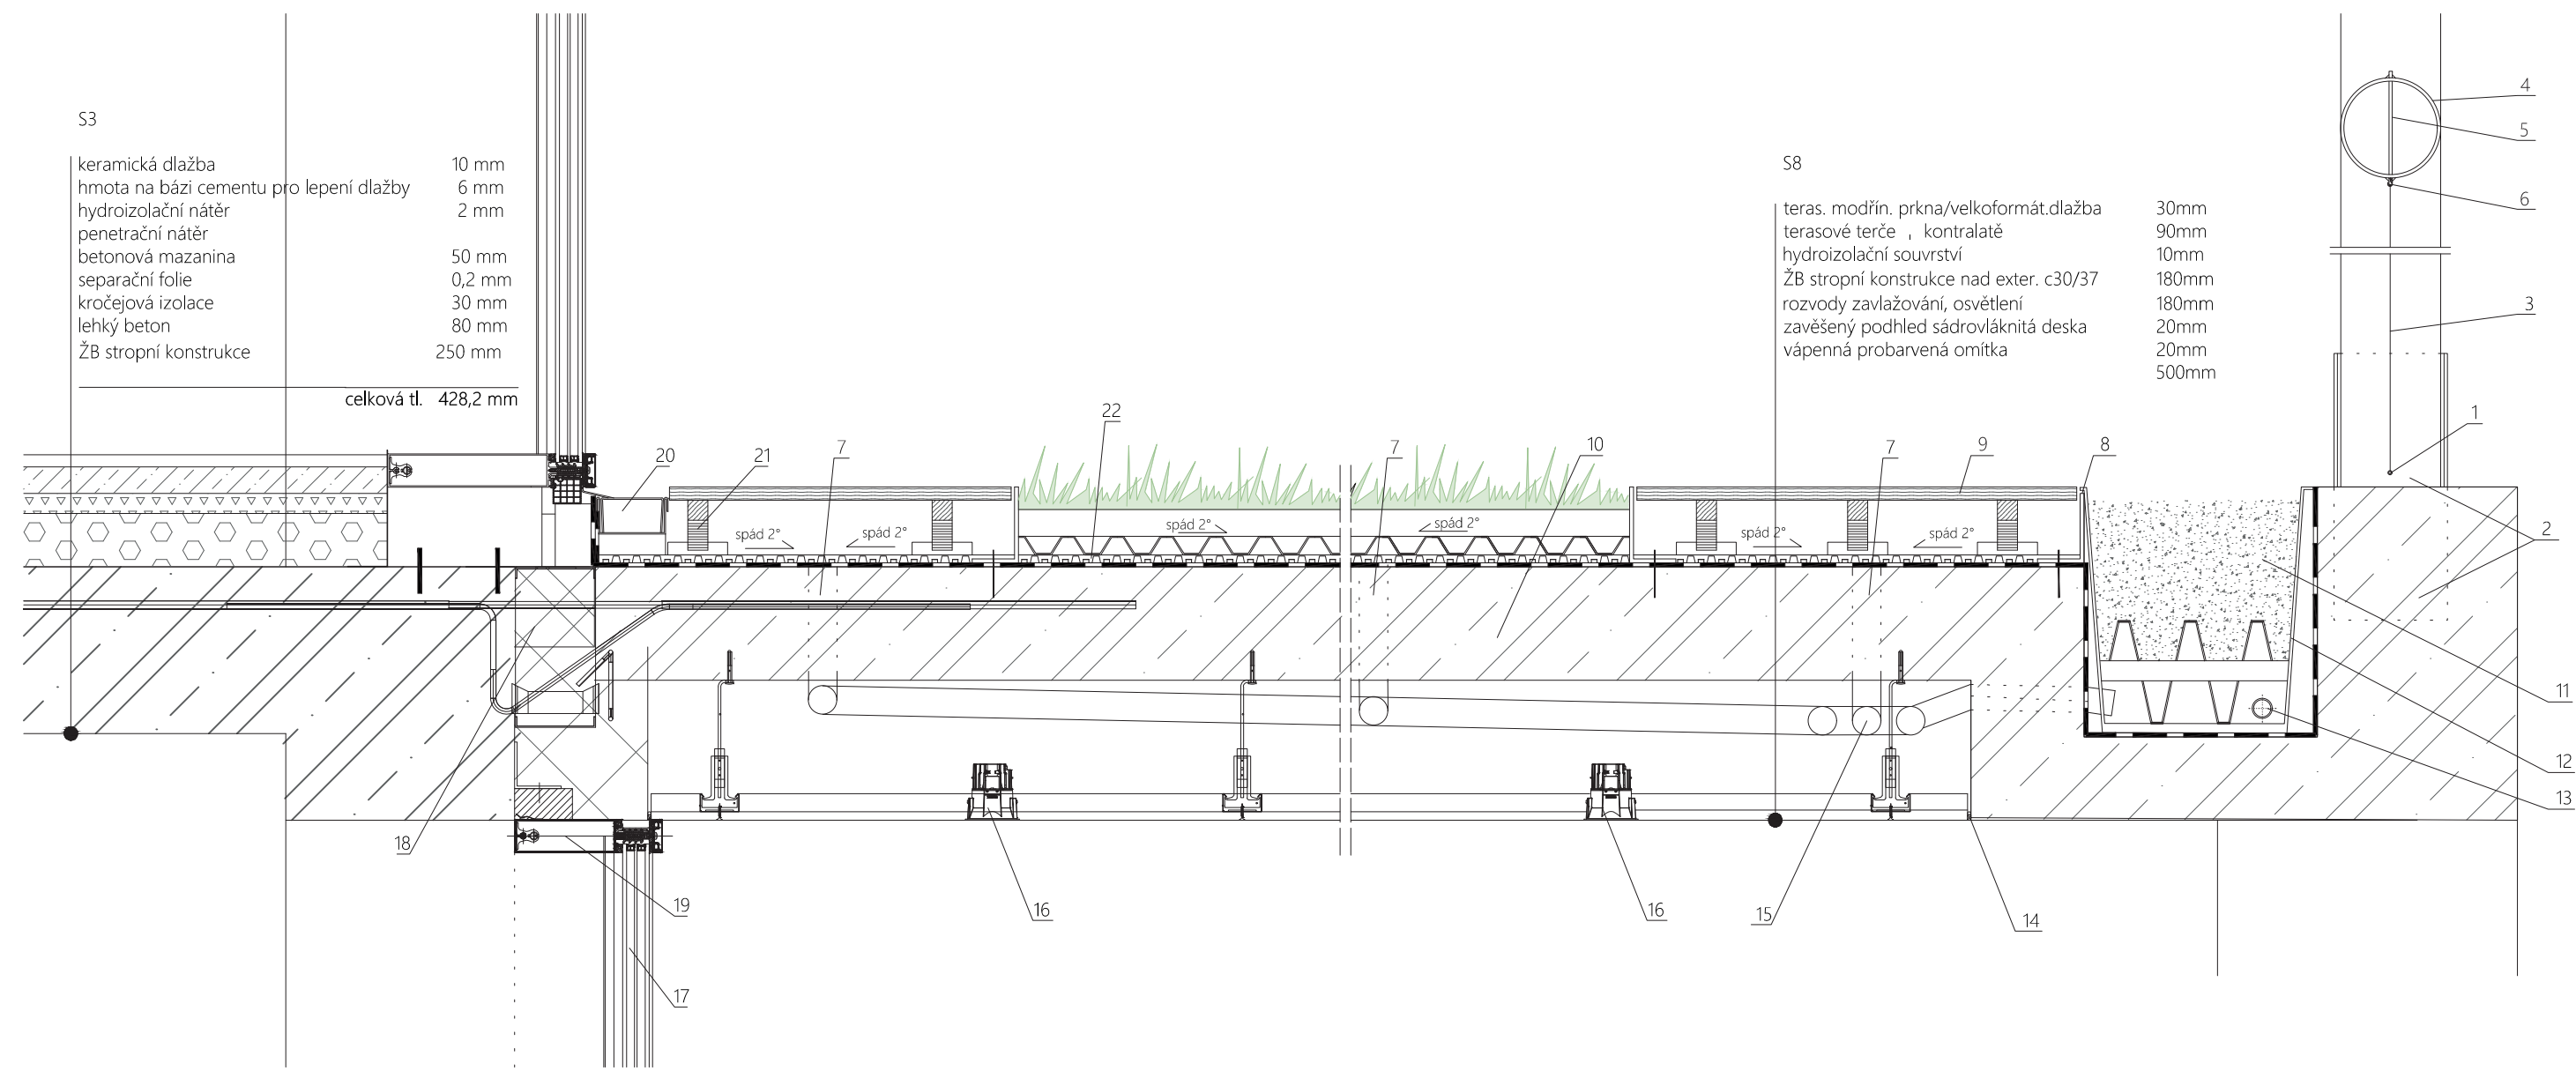 S3
keramická dlažba 10 mm
hmota na bázi cementu pro lepení dlažby 6 mm
hydroizolační nátěr 2 mm
penetrační nátěr
betonová mazanina 50 mm
separační folie 0,2 mm
kročejová izolace 30 mm
lehký beton 80 mm
ŽB stropní konstrukce 250 mm
celková tl. 428,2 mm
S8
teras. modřín. prkna/velkoformát.dlažba 30mm
terasové terče , kontralatě 90mm
hydroizolační souvrství 10mm
ŽB stropní konstrukce nad exter. c30/37 180mm
rozvody zavlažování, osvětlení 180mm
zavěšený podhled sádrovláknitá deska 20mm
vápenná probarvená omítka 20mm
500mm
4
5
6
3
1
2
22
20
21
7
7
10
7
9
8
spád 2°
spád 2°
spád 2°
spád 2°
spád 2°
spád 2°
11
12
13
18
19
16
16
15
14
17